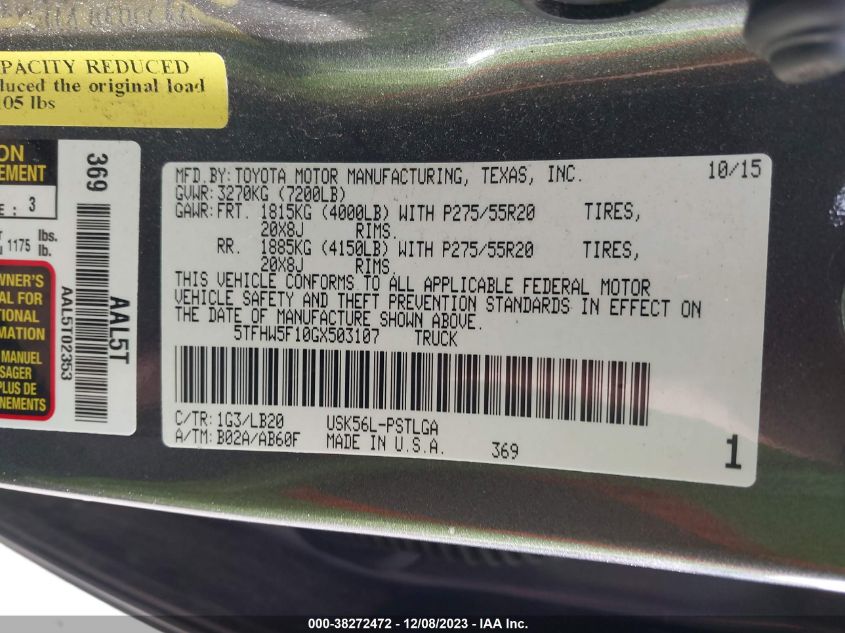 PACITY REDUCED
duced the original load
05 lbs
ON
EMENT
E : 3
1175 lbs.
lb.
WNER'S
AL FOR
TIONAL
RMATION
MANUEL
SAGER
PLUS DE
NEMENTS
369
AAL5T
AAL5T02353
MFD.BY:TOYOTA MOTOR MANUFACTURING, TEXAS, INC. 10/15
GVWR:3270KG (7200LB)
GAWR:FRT. 1815KG (4000LB) WITH P275/55R20 TIRES,
20X8J RIMS.
RR. 1885KG (4150LB) WITH P275/55R20 TIRES,
20X8J RIMS.
THIS VEHICLE CONFORMS TO ALL APPLICABLE FEDERAL MOTOR
VEHICLE SAFETY AND THEFT PREVENTION STANDARDS IN EFFECT ON
THE DATE OF MANUFACTURE SHOWN ABOVE.
5TFHW5F10GX503107 TRUCK
C/TR:1G3/LB20 USK56L-PSTLGA
A/TM:B02A/AB60F MADE IN U.S.A. 369 1
000-38272472 - 12/08/2023 - IAA Inc.